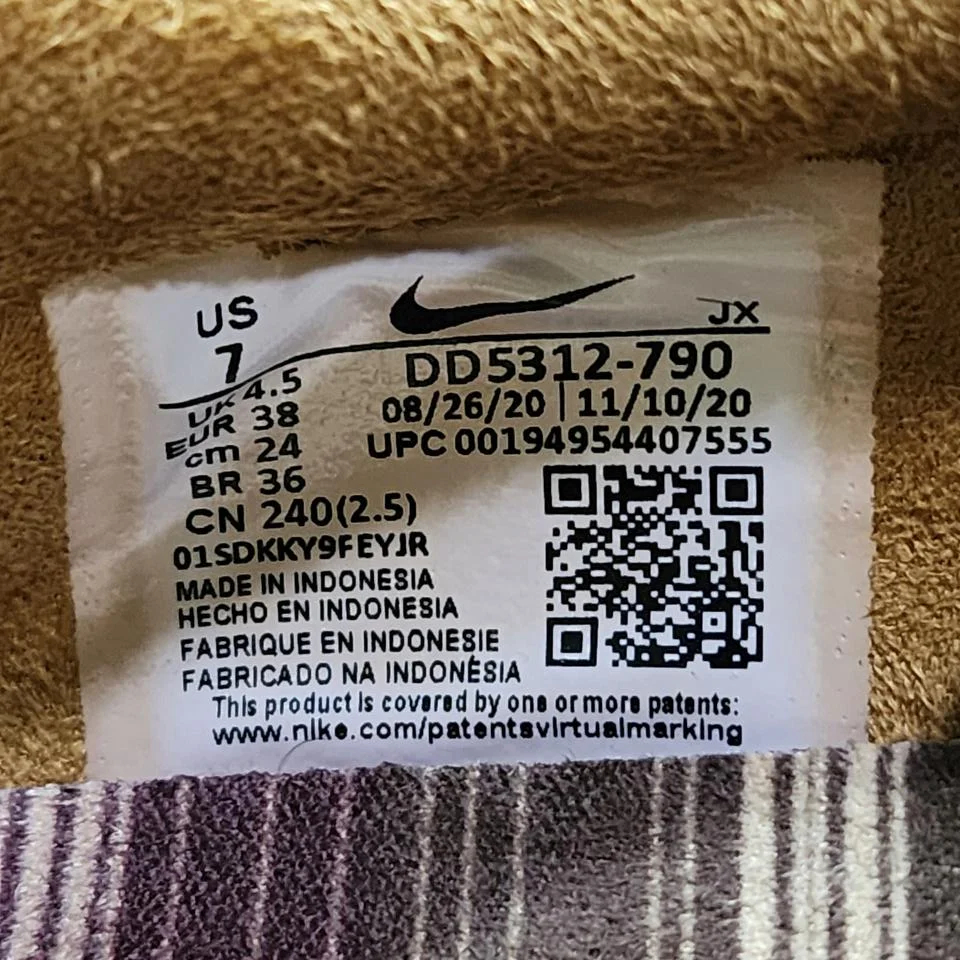 US
7
JX
DD5312-790
08/26/20 | 11/10/20
UPC 00194954407555
UK 4.5
EUR 38
cm 24
BR 36
CN 240(2.5)
01SDKKY9FEYJR
MADE IN INDONESIA
HECHO EN INDONESIA
FABRIQUE EN INDONESIE
FABRICADO NA INDONÉSIA
This product is covered by one or more patents:
www.nike.com/patentsvirtualmarking